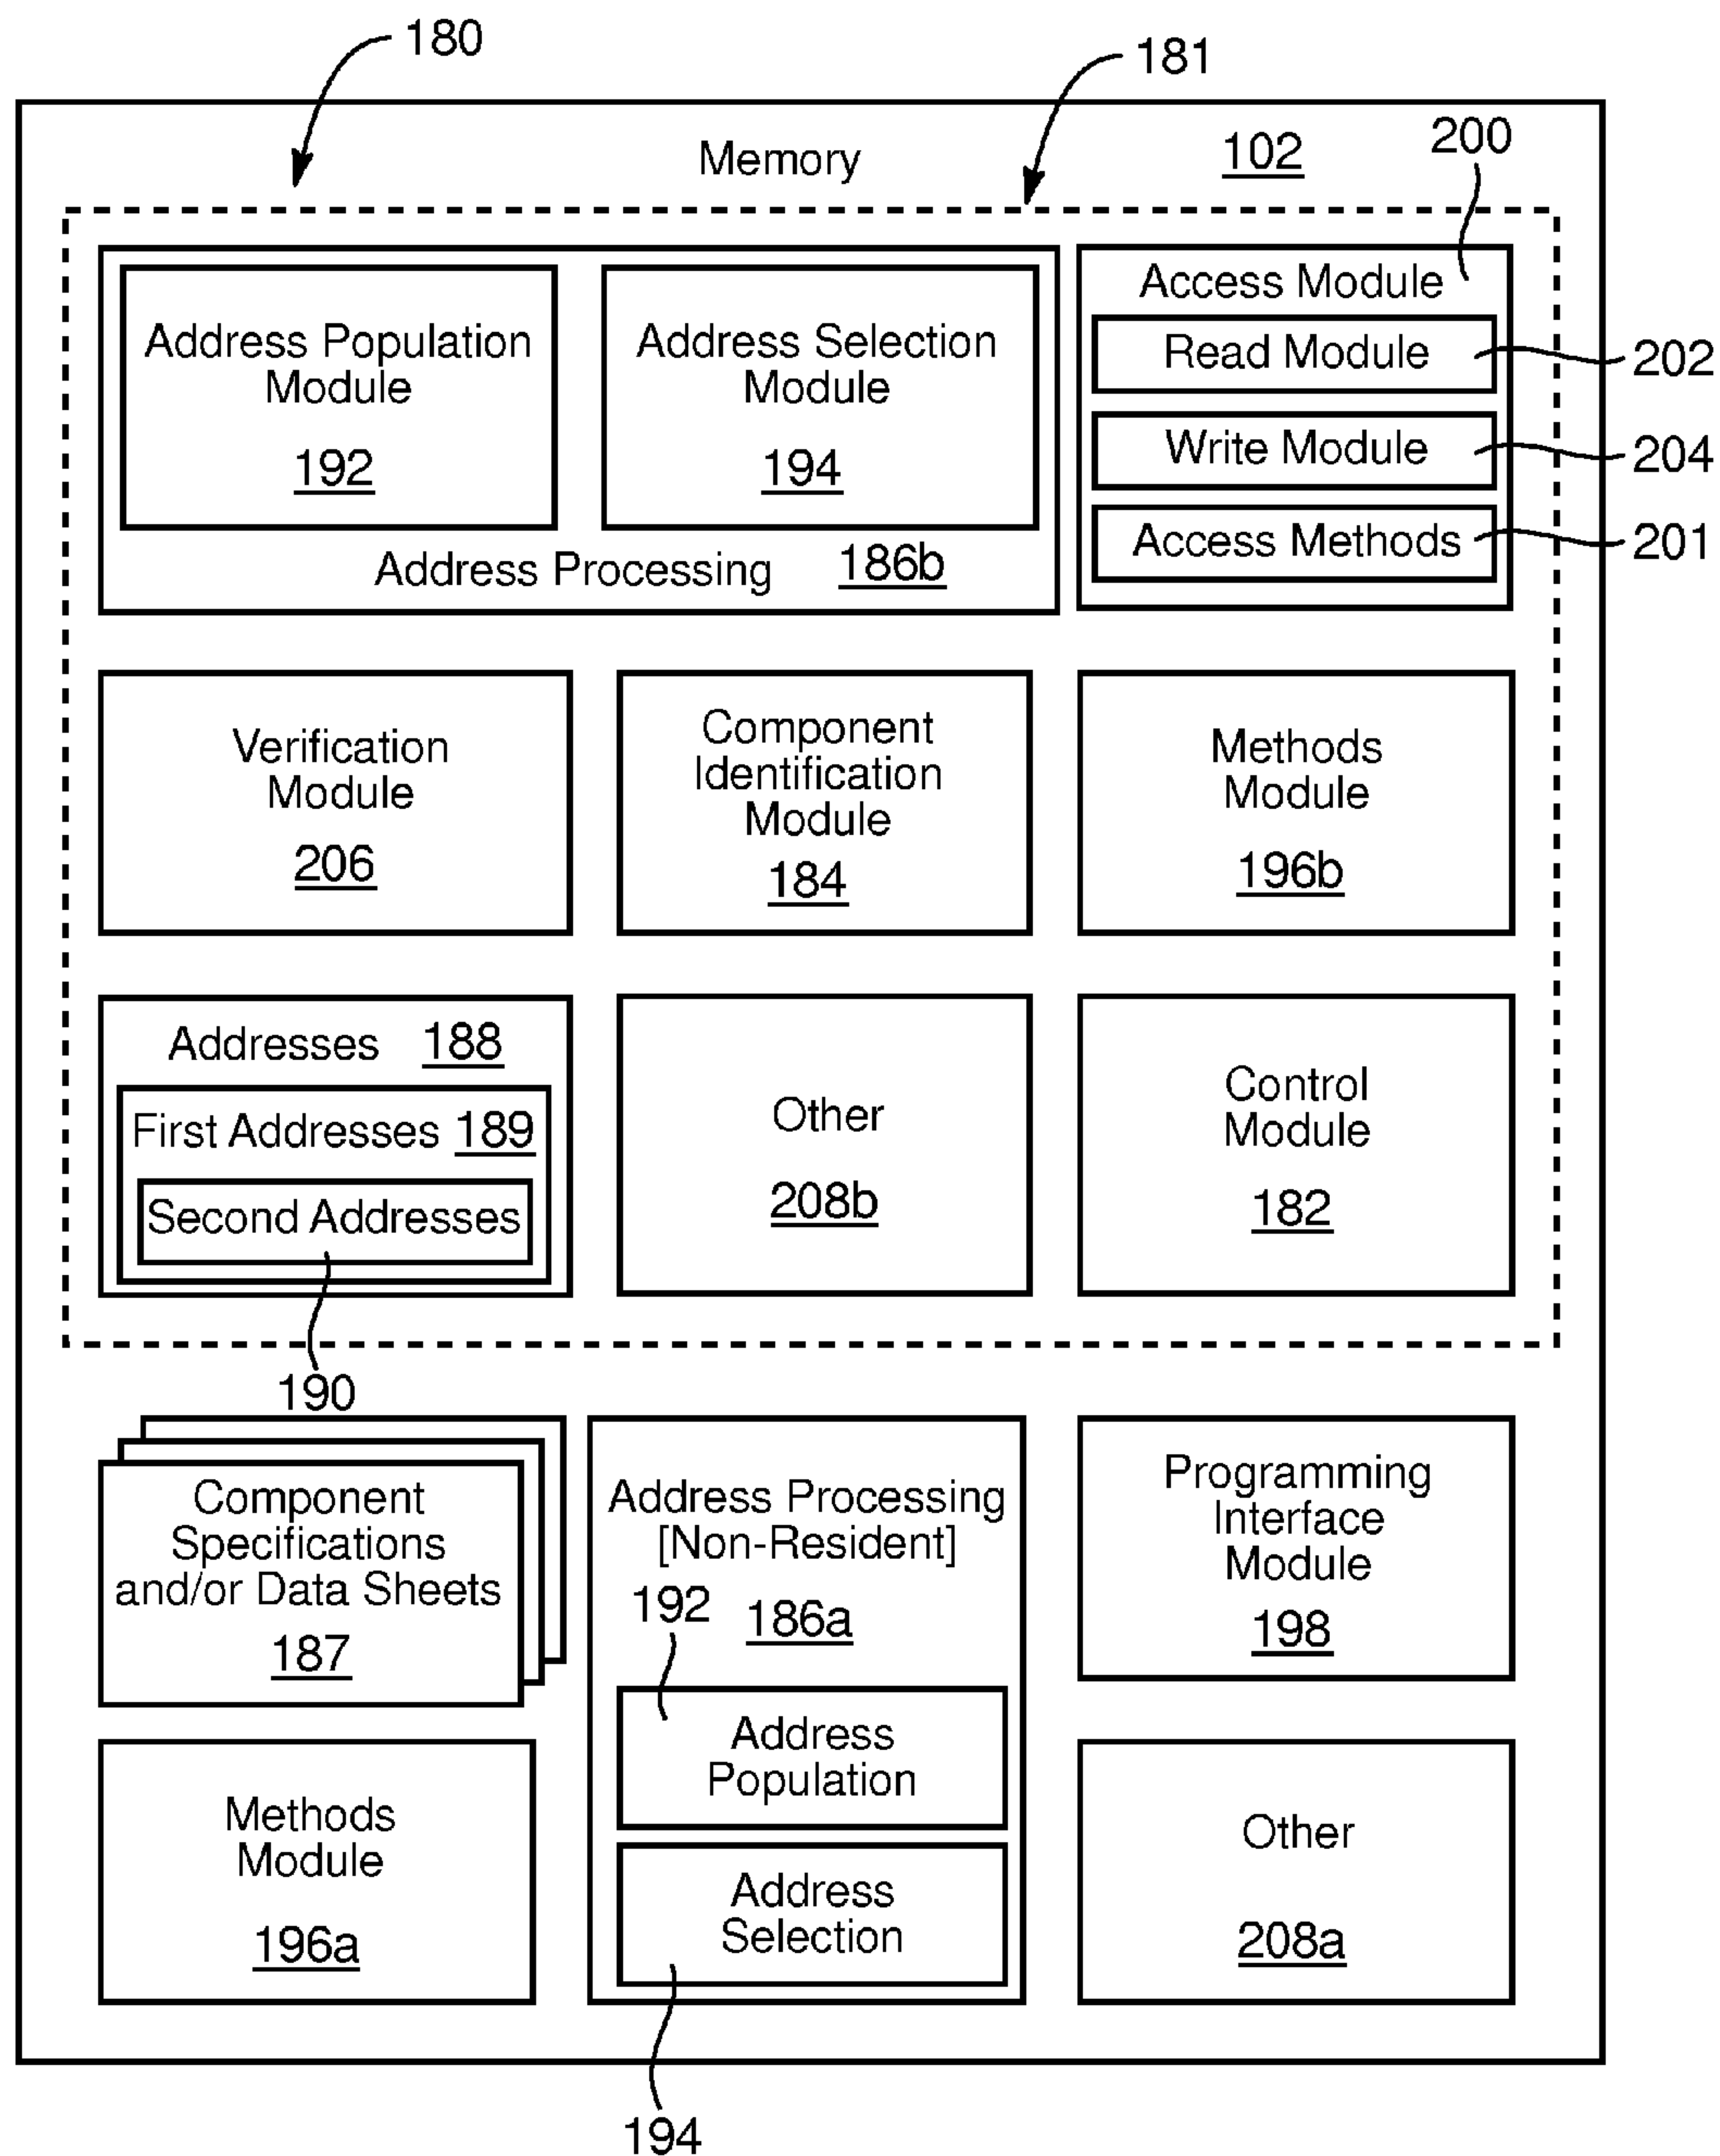 180
181
Memory 102
200
Address Population
Module
192
Address Selection
Module
194
Address Processing 186b
Access Module
Read Module
202
Write Module
204
Access Methods
201
Verification
Module
206
Component
Identification
Module
184
Methods
Module
196b
Addresses 188
First Addresses 189
Second Addresses
190
Other
208b
Control
Module
182
Component
Specifications
and/or Data Sheets
187
Address Processing
[Non-Resident]
192
186a
Address
Population
Address
Selection
194
Programming
Interface
Module
198
Methods
Module
196a
Other
208a